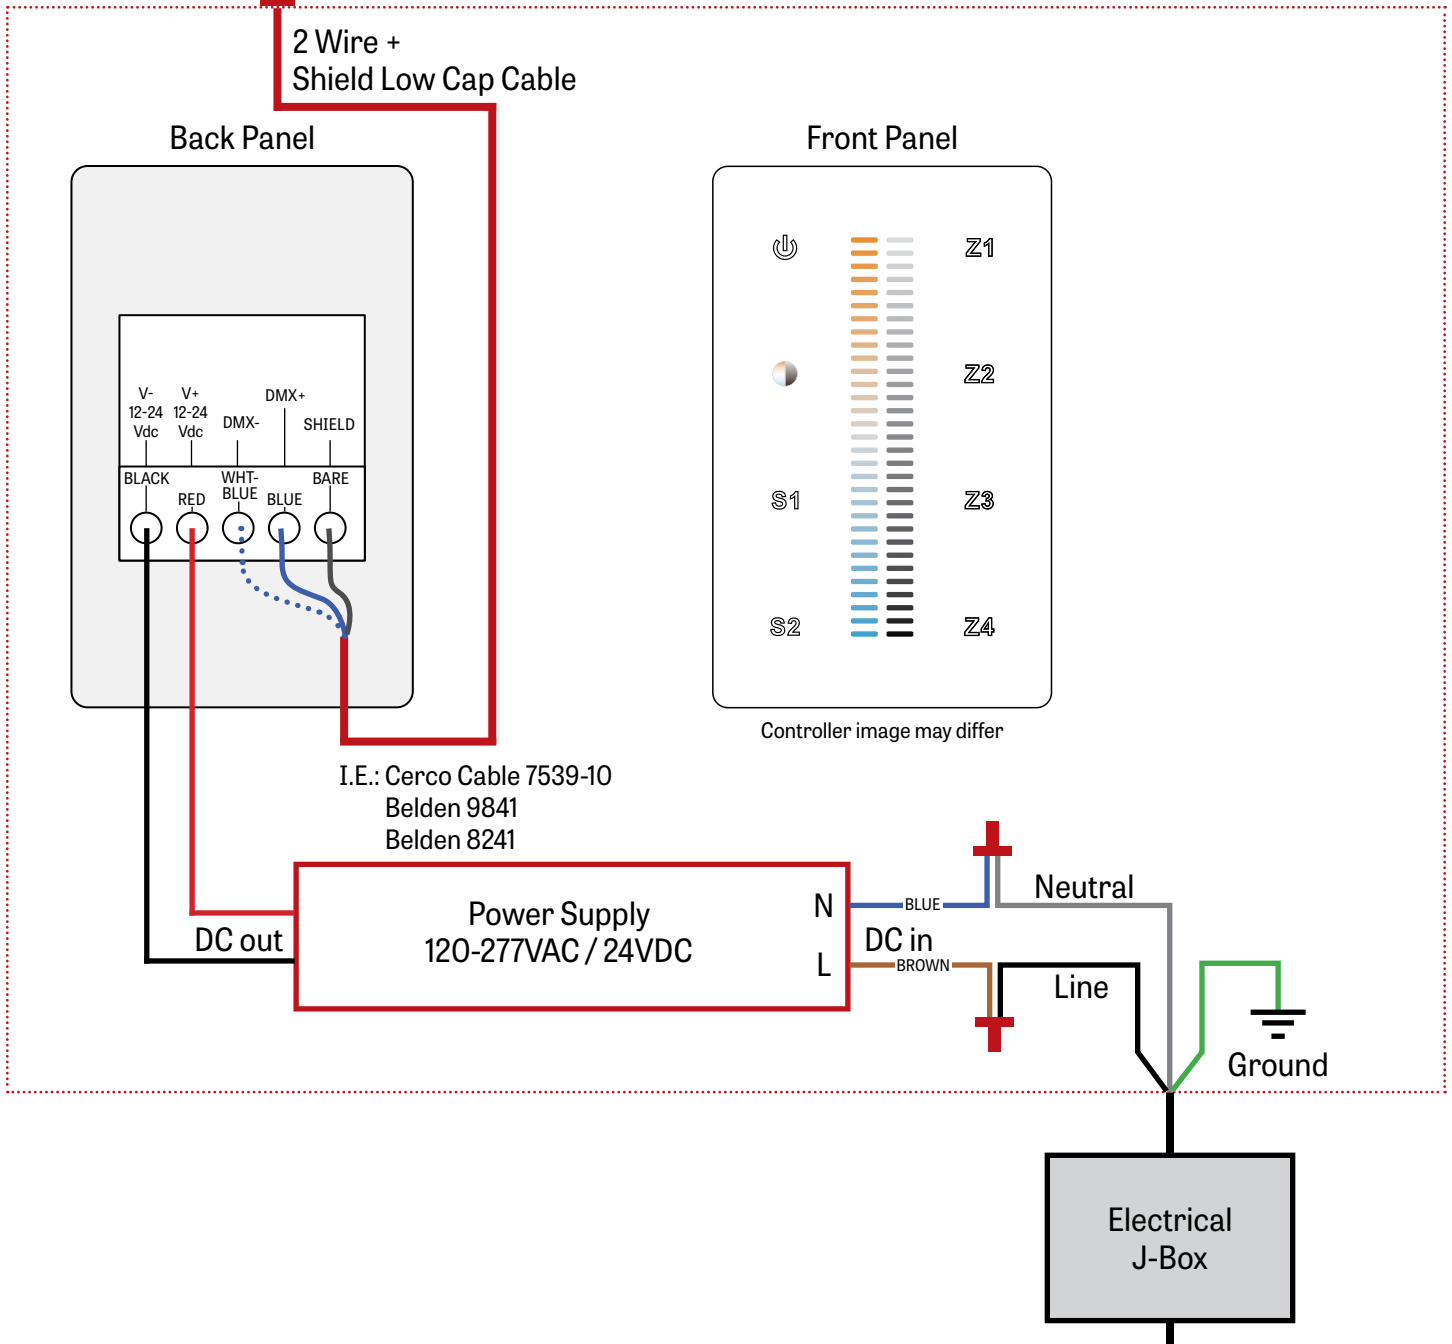 2 Wire +
Shield Low Cap Cable
Back Panel
Front Panel
V-
12-24
Vdc
V+
12-24
Vdc
DMX-
DMX+
SHIELD
BLACK
RED
WHT-
BLUE
BLUE
BARE
Z1
Z2
S1
Z3
S2
Z4
Controller image may differ
I.E.: Cerco Cable 7539-10
Belden 9841
Belden 8241
Power Supply
120-277VAC / 24VDC
DC out
N
L
BLUE
DC in
BROWN
Neutral
Line
Ground
Electrical
J-Box